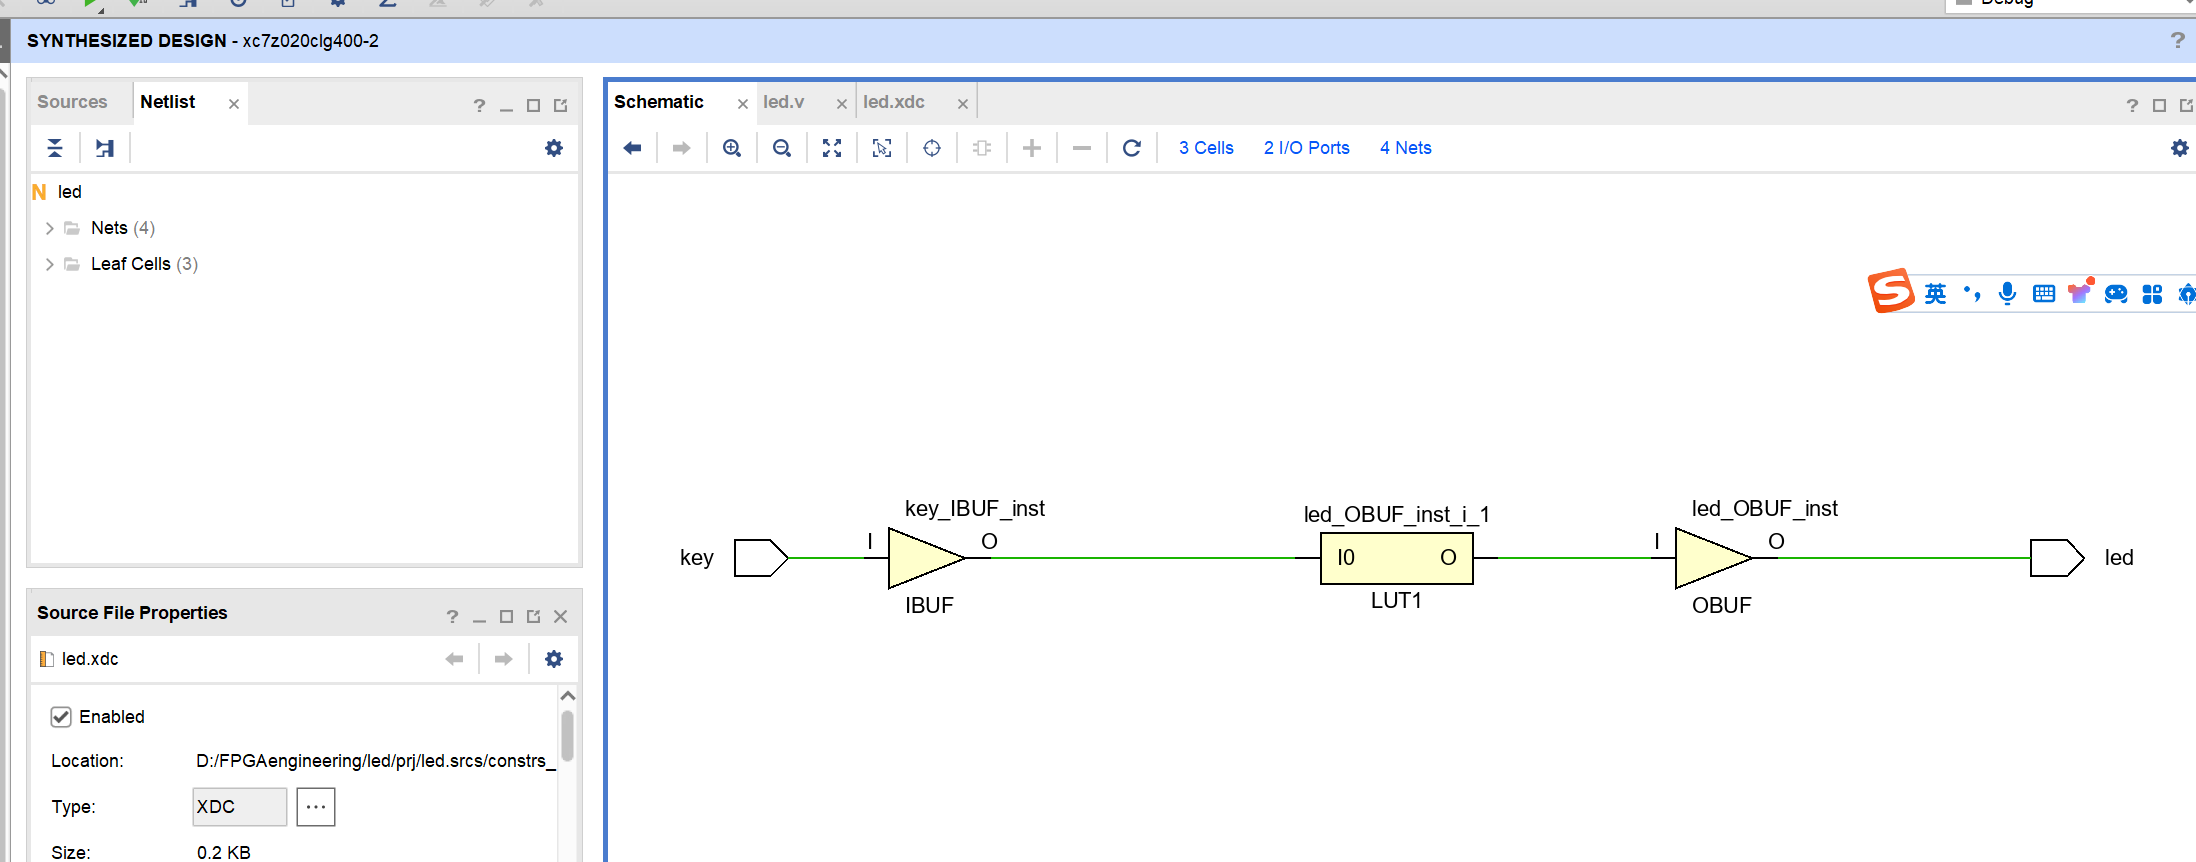 Debug
SYNTHESIZED DESIGN - xc7z020clg400-2
?
Sources
Netlist
?
N led
Nets (4)
Leaf Cells (3)
Source File Properties
?
led.xdc
Enabled
Location: D:/FPGAengineering/led/prj/led.srcs/constrs_
Type: XDC ...
Size: 0.2 KB
Schematic
led.v
led.xdc
?
3 Cells 2 I/O Ports 4 Nets
S 英
key_IBUF_inst
led_OBUF_inst_i_1
led_OBUF_inst
key I O I0 O I O led
IBUF
LUT1
OBUF